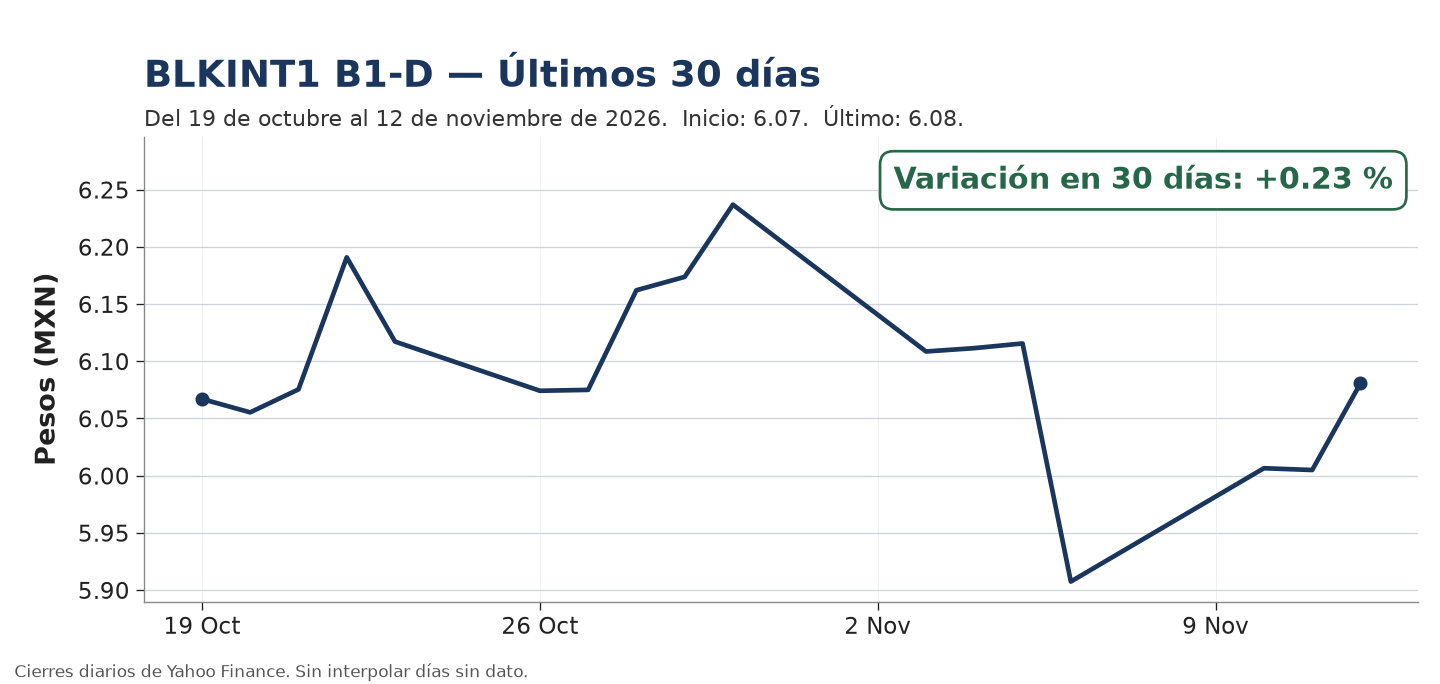 BLKINT1 B1-D — Últimos 30 días
Del 19 de octubre al 12 de noviembre de 2026.  Inicio: 6.07.  Último: 6.08.
Variación en 30 días: +0.23 %
Pesos (MXN)
6.25
6.20
6.15
6.10
6.05
6.00
5.95
5.90
19 Oct
26 Oct
2 Nov
9 Nov
Cierres diarios de Yahoo Finance. Sin interpolar días sin dato.